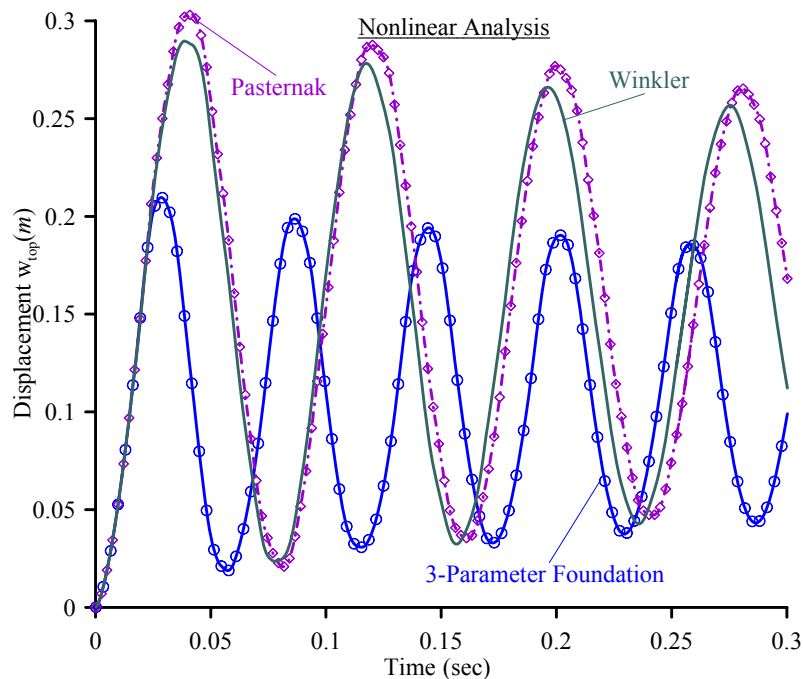 Nonlinear Analysis
0.3
Pasternak
Winkler
0.25
0.2
0.15
0.1
0.05
0
Displacement w_top(m)
3-Parameter Foundation
0 0.05 0.1 0.15 0.2 0.25 0.3
Time (sec)